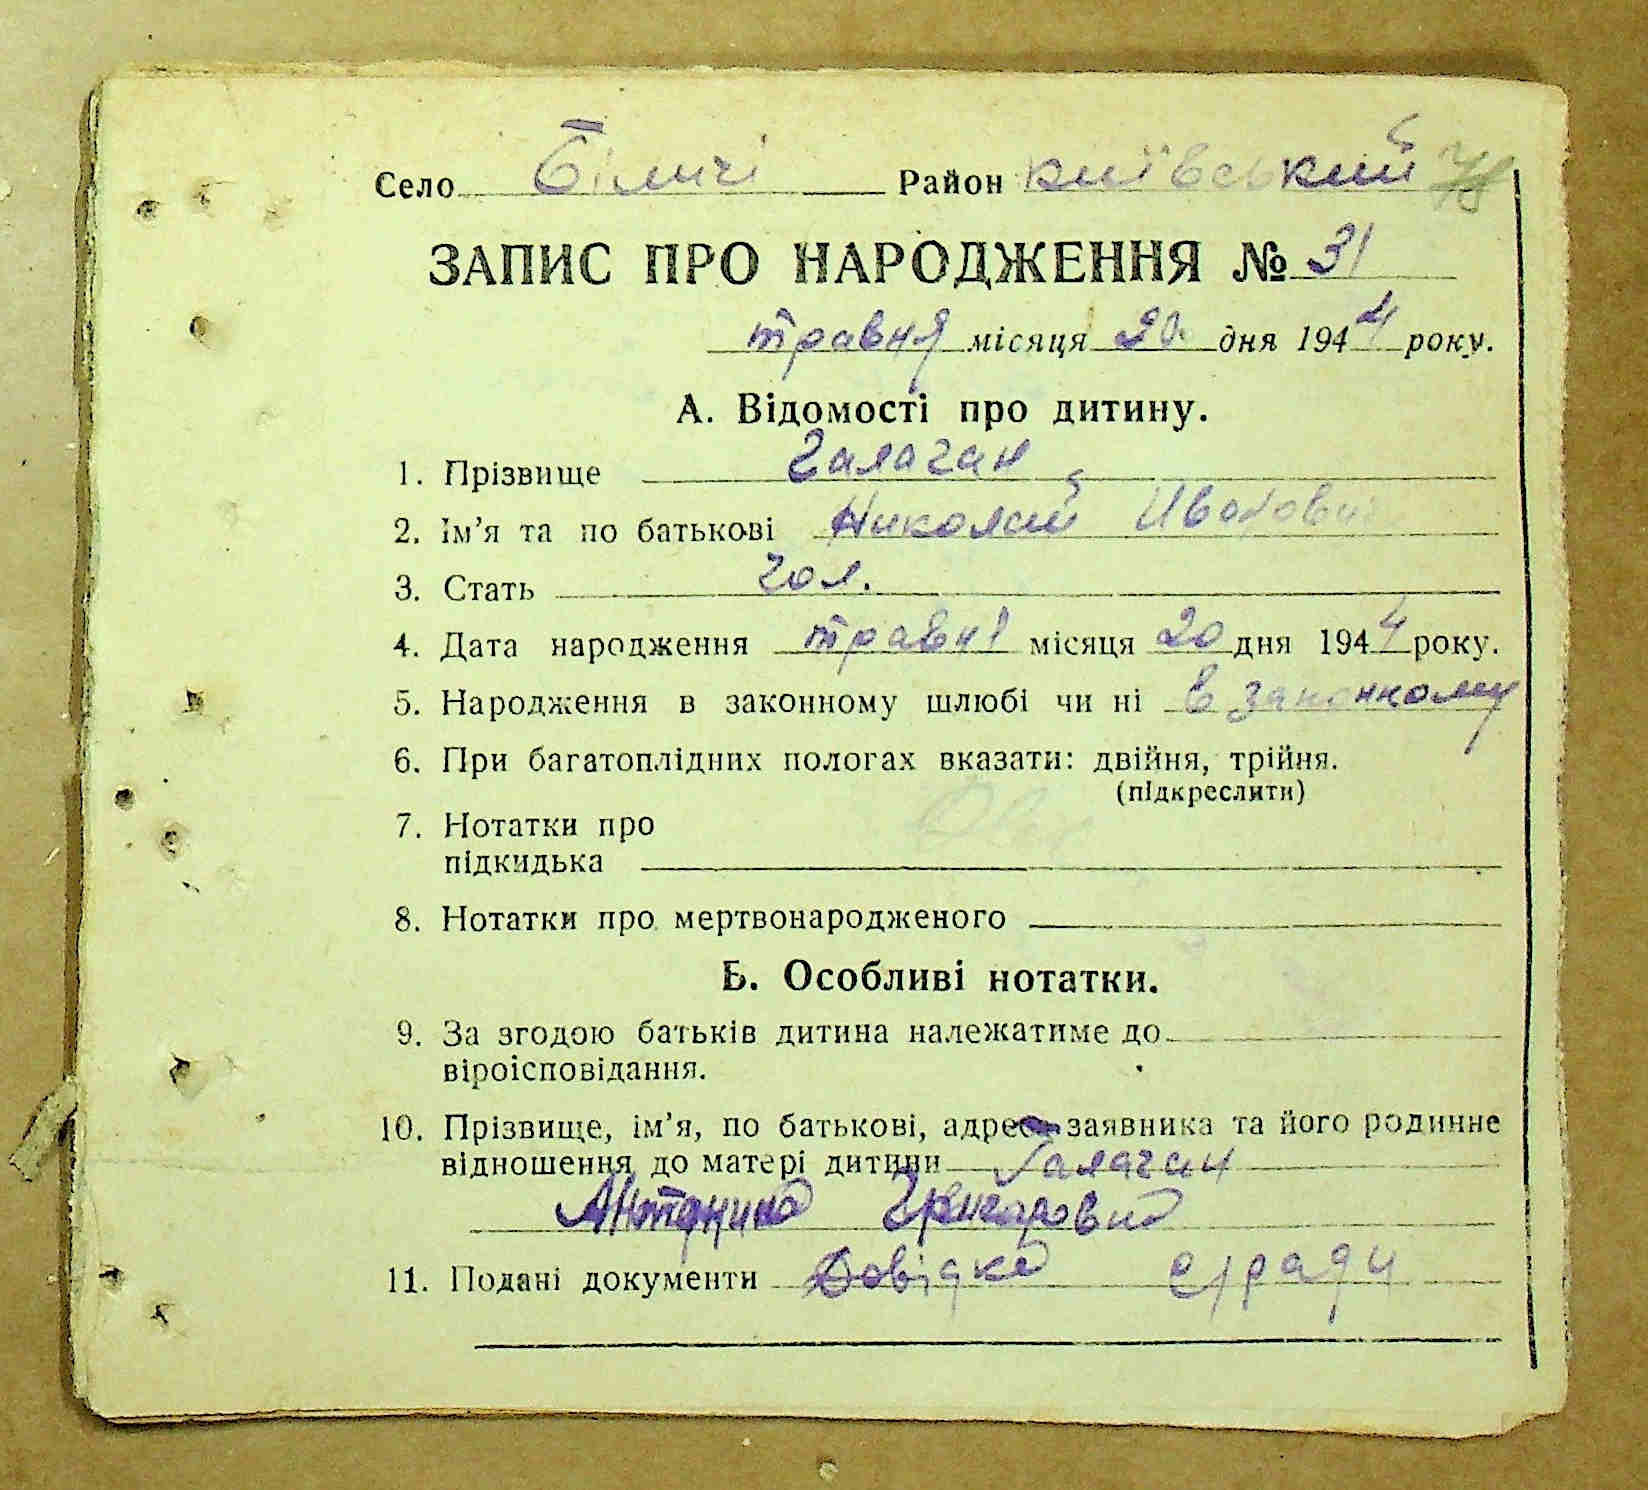 Село Біличі Район київський
ЗАПИС ПРО НАРОДЖЕННЯ № 31
травня місяця 20 дня 1944 року.
А. Відомості про дитину.
1. Прізвище Галаган
2. Ім’я та по батькові Николай Иванович
3. Стать чол.
4. Дата народження травня місяця 20 дня 1944 року.
5. Народження в законному шлюбі чи ні в законному
6. При багатоплідних пологах вказати: двійня, трійня.
(підкреслити)
7. Нотатки про
підкидька
8. Нотатки про мертвонародженого
Б. Особливі нотатки.
9. За згодою батьків дитина належатиме до
віроісповідання.
10. Прізвище, ім’я, по батькові, адреса заявника та його родинне
відношення до матері дитини Галаган
Антонина
11. Подані документи Довідка с/ради